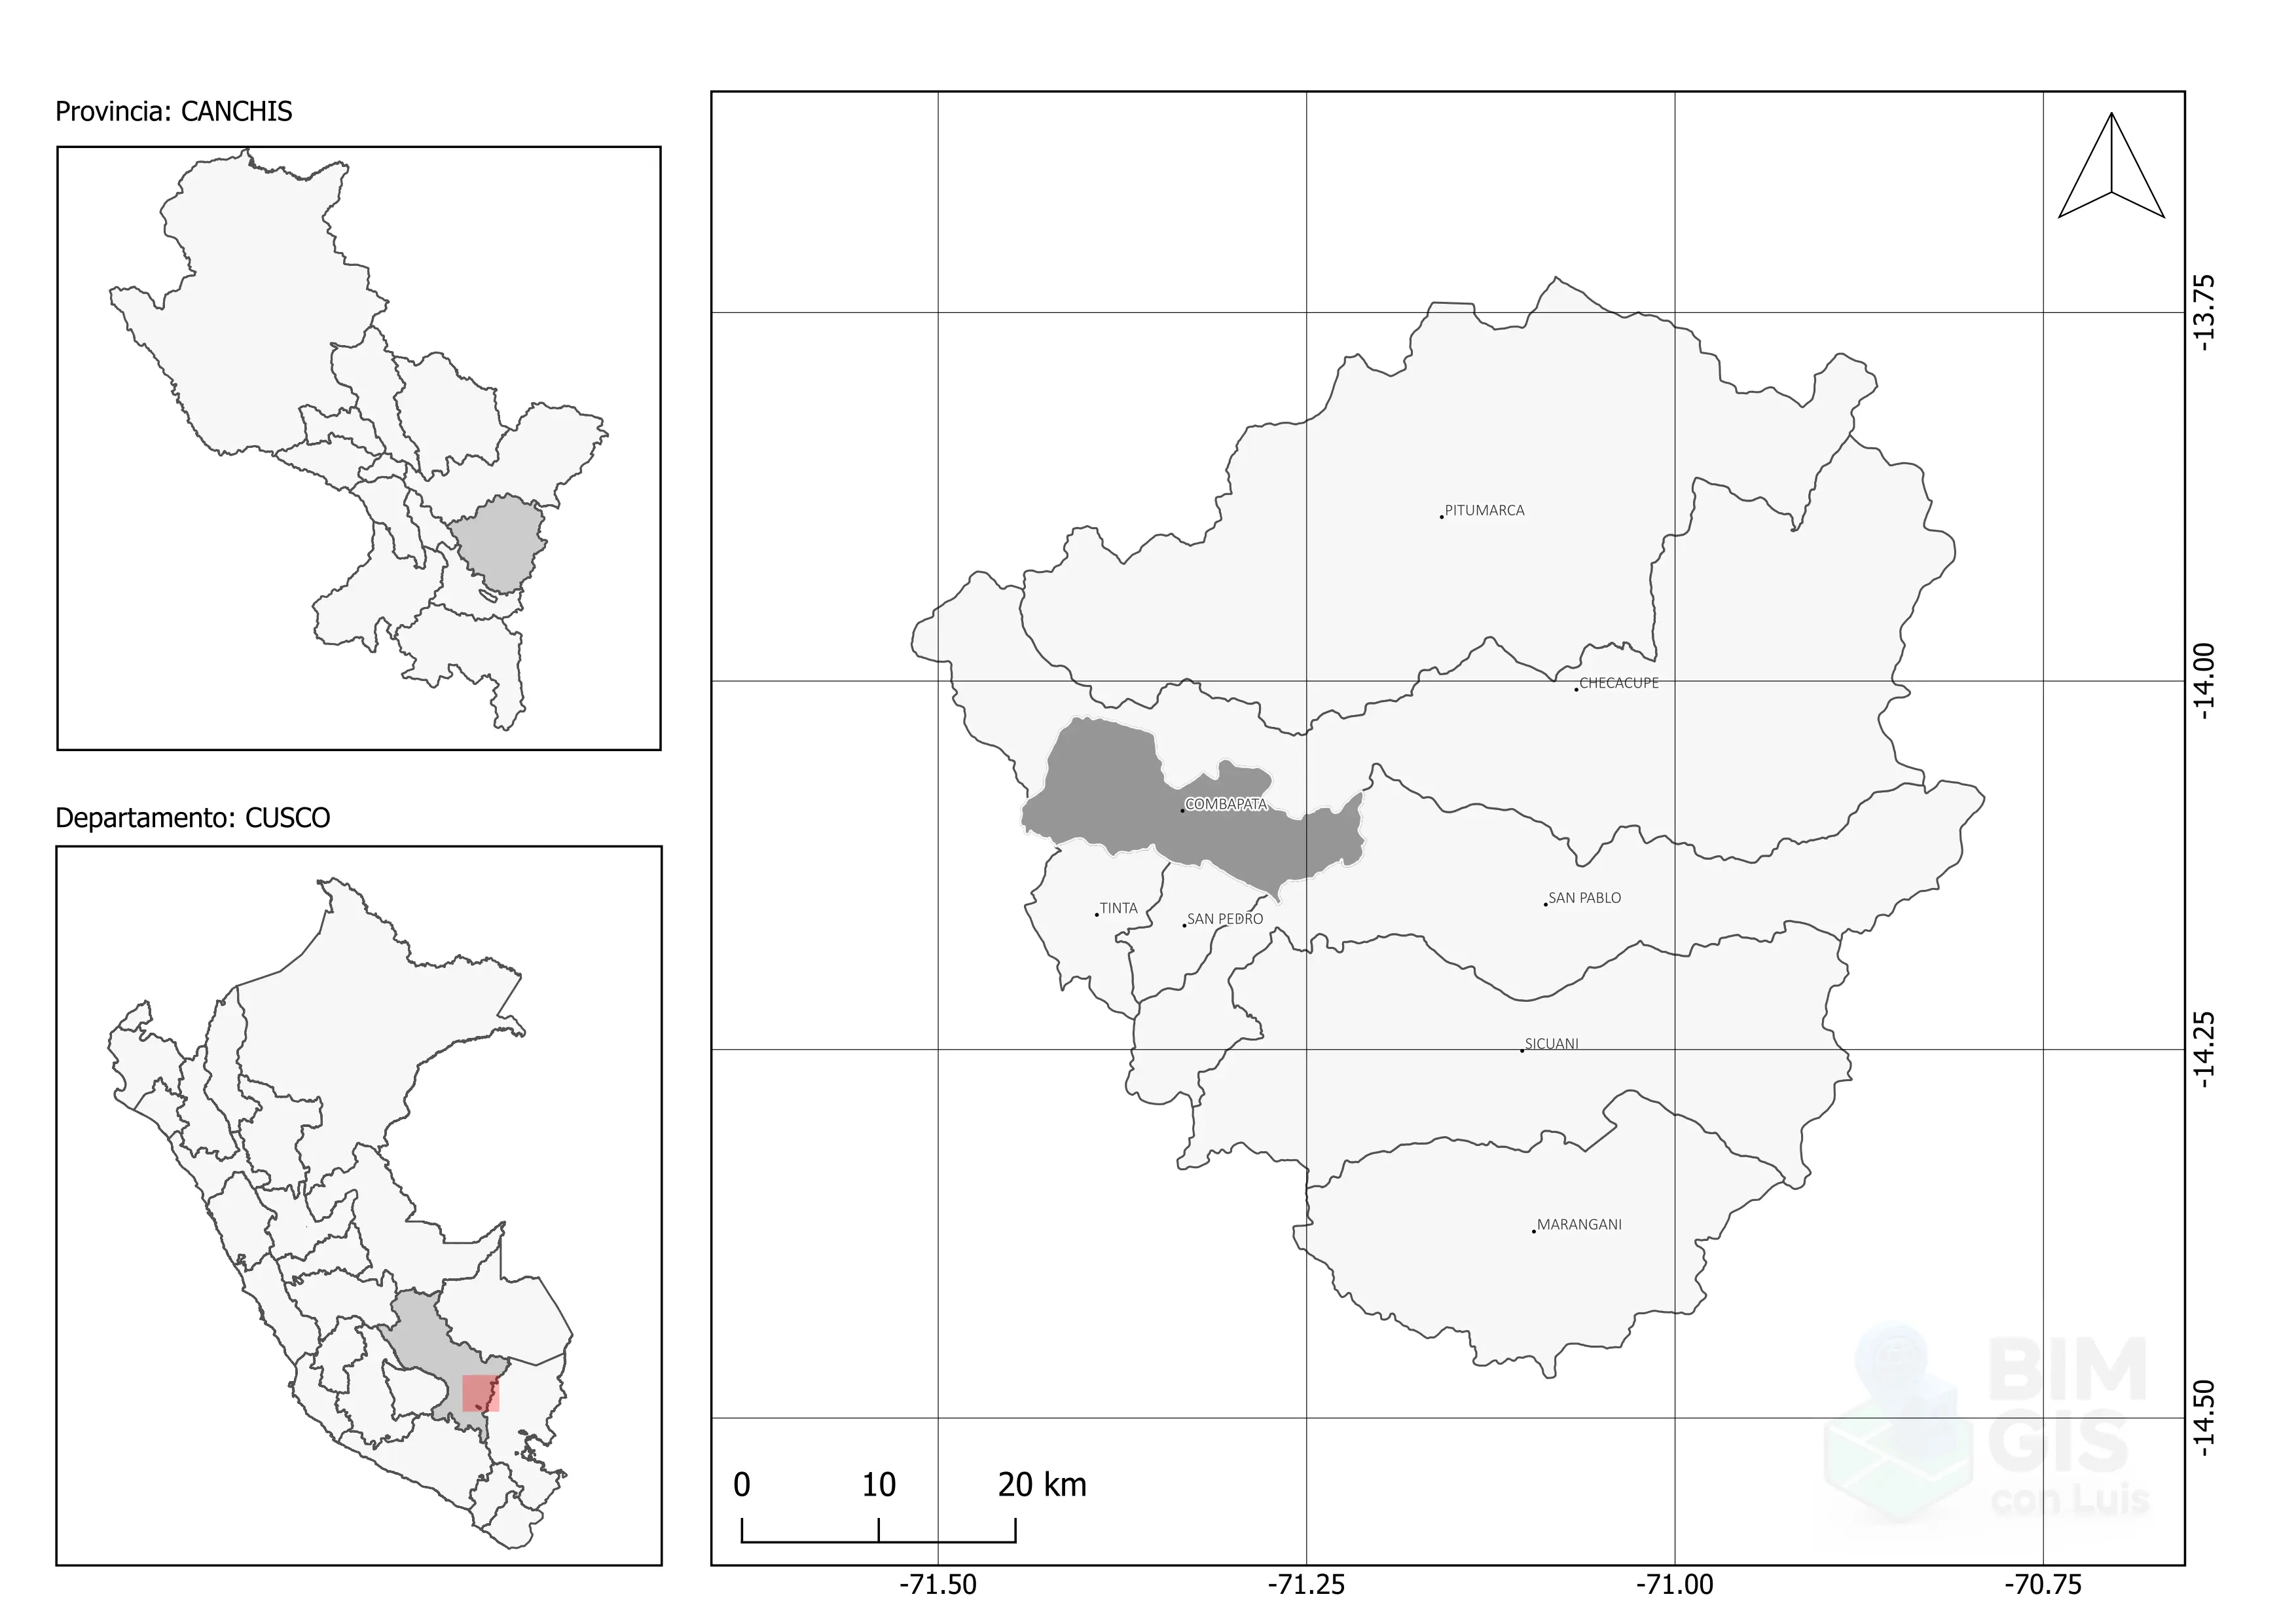 Provincia: CANCHIS
Departamento: CUSCO
PITUMARCA
CHECACUPE
COMBAPATA
TINTA
SAN PEDRO
SAN PABLO
SICUANI
MARANGANI
-13.75
-14.00
-14.25
-14.50
0 10 20 km
-71.50 -71.25 -71.00 -70.75
BIM
GIS
con Luis